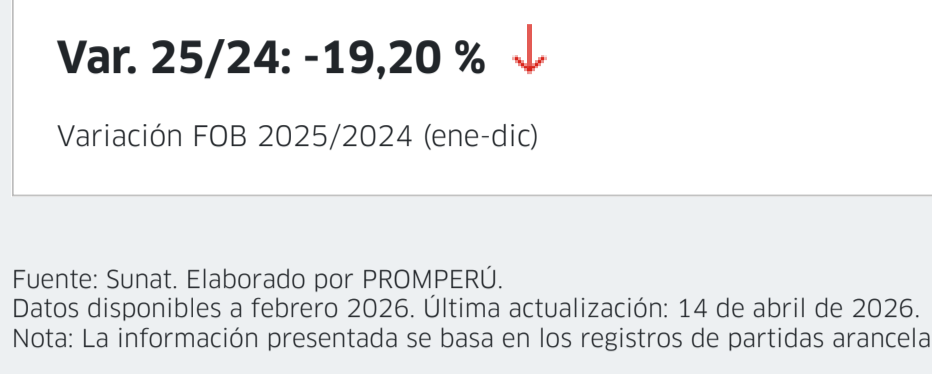 Var. 25/24: -19,20 %
Variación FOB 2025/2024 (ene-dic)
Fuente: Sunat. Elaborado por PROMPERÚ.
Datos disponibles a febrero 2026. Última actualización: 14 de abril de 2026.
Nota: La información presentada se basa en los registros de partidas arancela